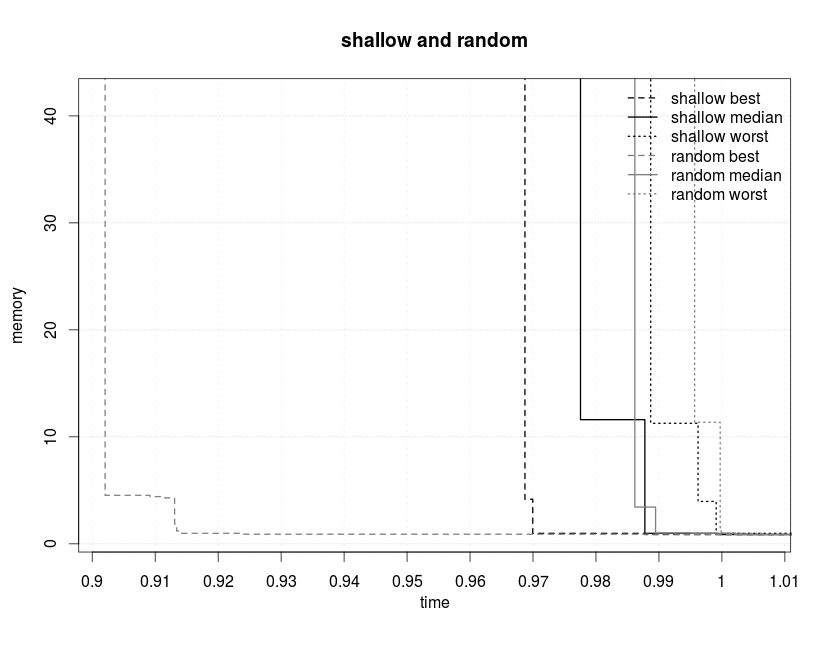 shallow and random
shallow best
shallow median
shallow worst
random best
random median
random worst
memory
40
30
20
10
0
0.9 0.91 0.92 0.93 0.94 0.95 0.96 0.97 0.98 0.99 1 1.01
time